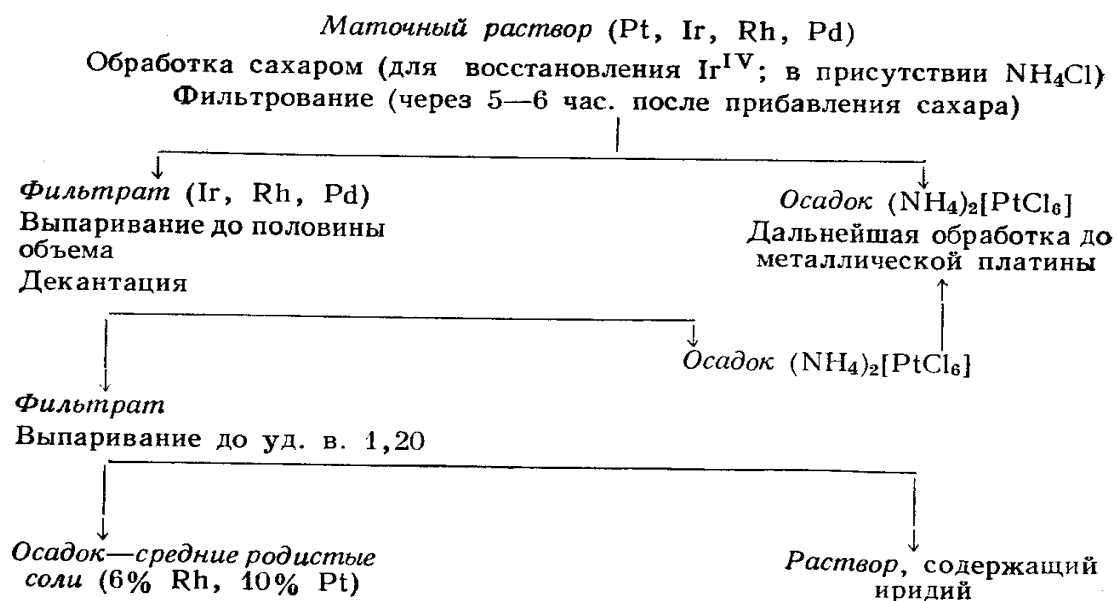 Маточный раствор (Pt, Ir, Rh, Pd)
Обработка сахаром (для восстановления Ir^IV; в присутствии NH₄Cl)
Фильтрование (через 5—6 час. после прибавления сахара)
Фильтрат (Ir, Rh, Pd)
Выпаривание до половины
объема
Декантация
Осадок (NH₄)₂[PtCl₆]
Дальнейшая обработка до
металлической платины
Осадок (NH₄)₂[PtCl₆]
Фильтрат
Выпаривание до уд. в. 1,20
Осадок—средние родистые
соли (6% Rh, 10% Pt)
Раствор, содержащий
иридий